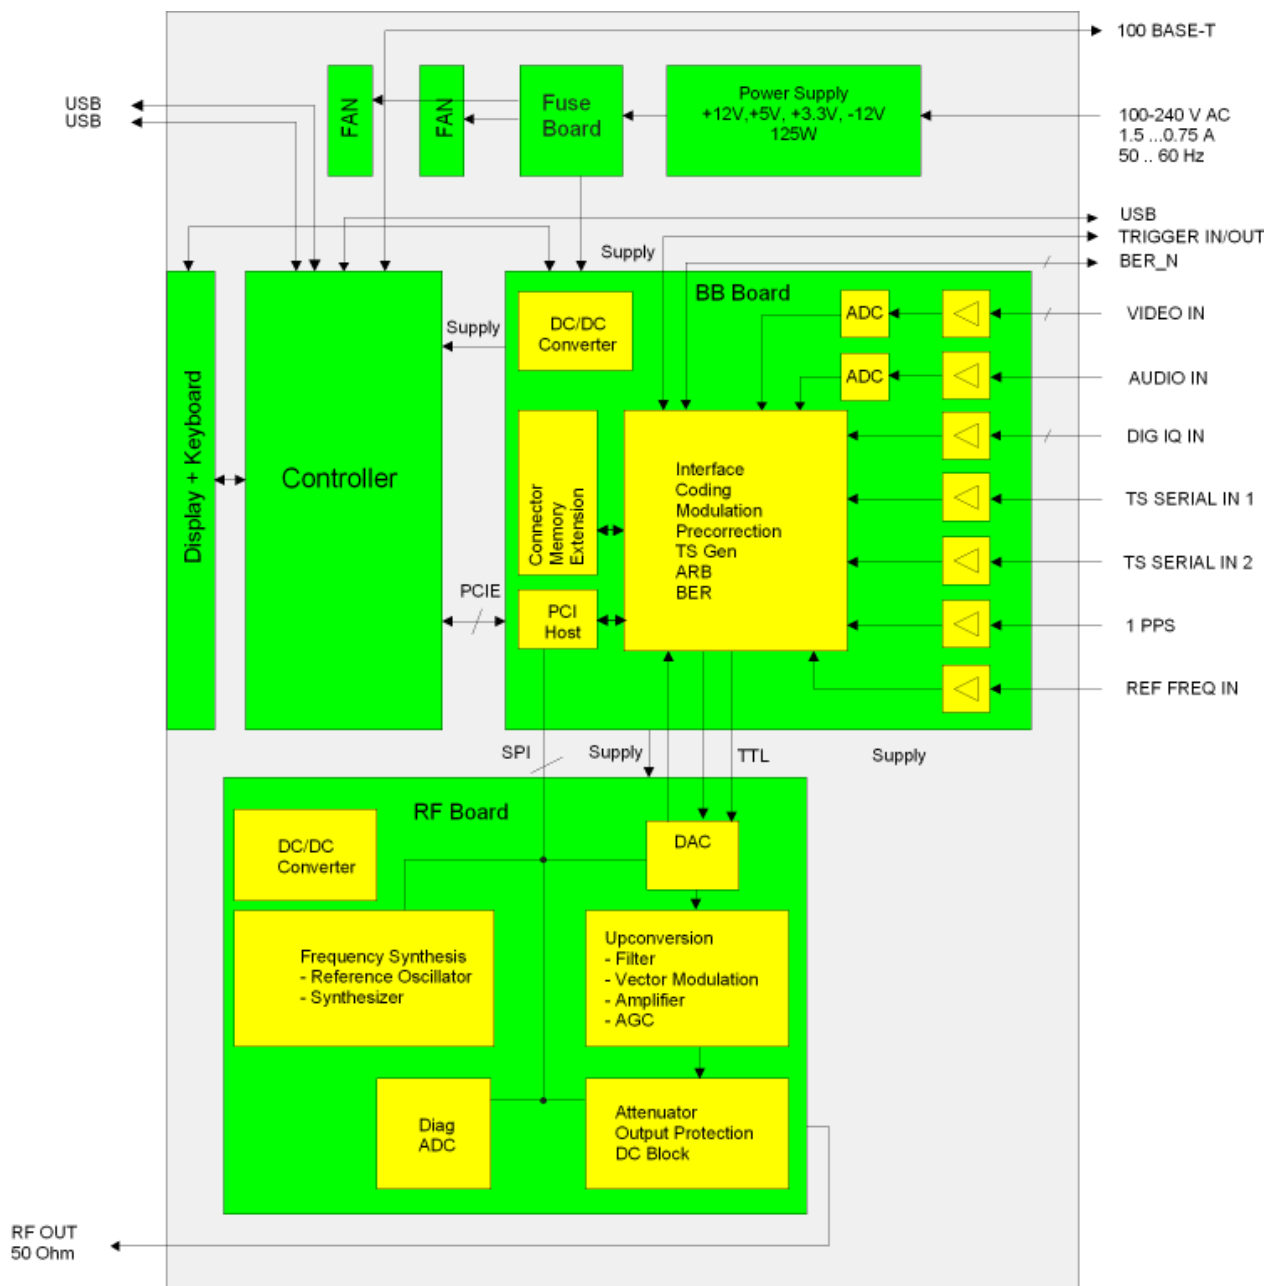 100 BASE-T
USB
USB
FAN
FAN
Fuse
Board
Power Supply
+12V,+5V, +3.3V, -12V
125W
100-240 V AC
1.5 ...0.75 A
50 .. 60 Hz
USB
TRIGGER IN/OUT
BER_N
Supply
Display + Keyboard
Controller
Supply
PCIE
BB Board
DC/DC
Converter
ADC
ADC
VIDEO IN
AUDIO IN
DIG IQ IN
TS SERIAL IN 1
TS SERIAL IN 2
1 PPS
REF FREQ IN
Connector
Memory
Extension
Interface
Coding
Modulation
Precorrection
TS Gen
ARB
BER
PCI
Host
SPI
Supply
TTL
Supply
RF Board
DC/DC
Converter
DAC
Frequency Synthesis
- Reference Oscillator
- Synthesizer
Upconversion
- Filter
- Vector Modulation
- Amplifier
- AGC
Diag
ADC
Attenuator
Output Protection
DC Block
RF OUT
50 Ohm